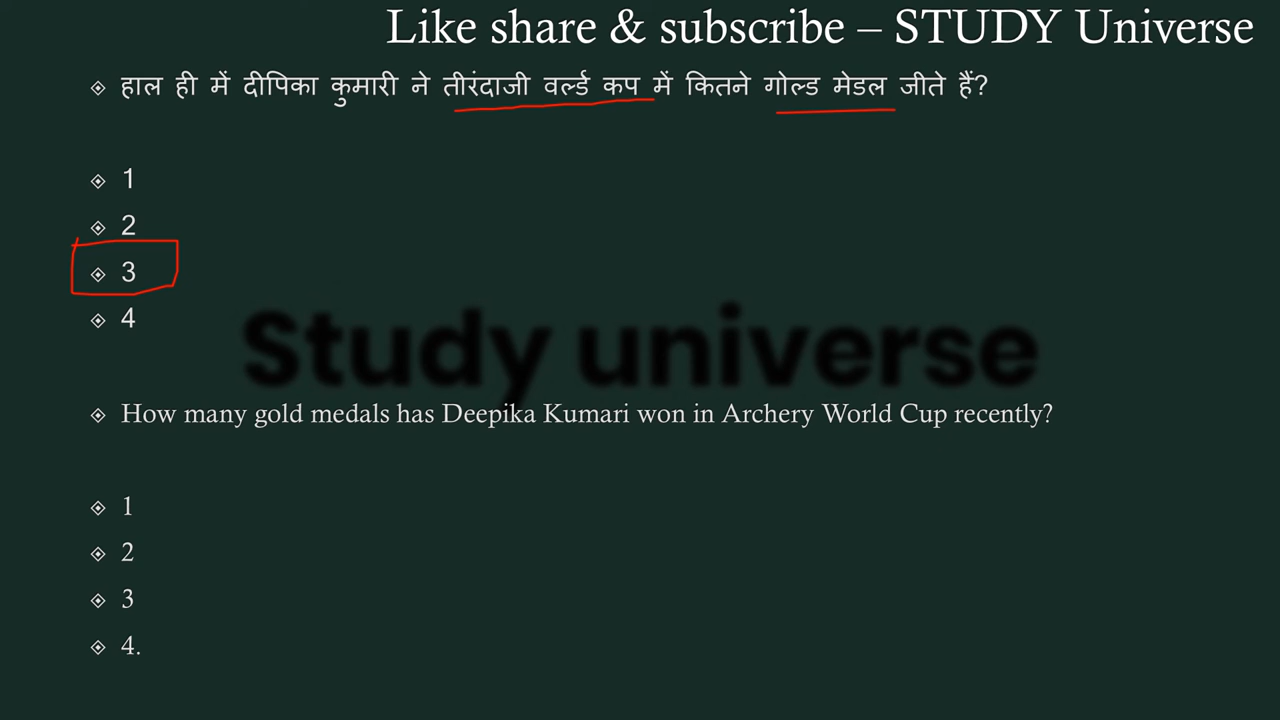 Like share & subscribe – STUDY Universe
हाल ही में दीपिका कुमारी ने तीरंदाजी वर्ल्ड कप में कितने गोल्ड मेडल जीते हैं?
1
2
3
4
Study universe
How many gold medals has Deepika Kumari won in Archery World Cup recently?
1
2
3
4.